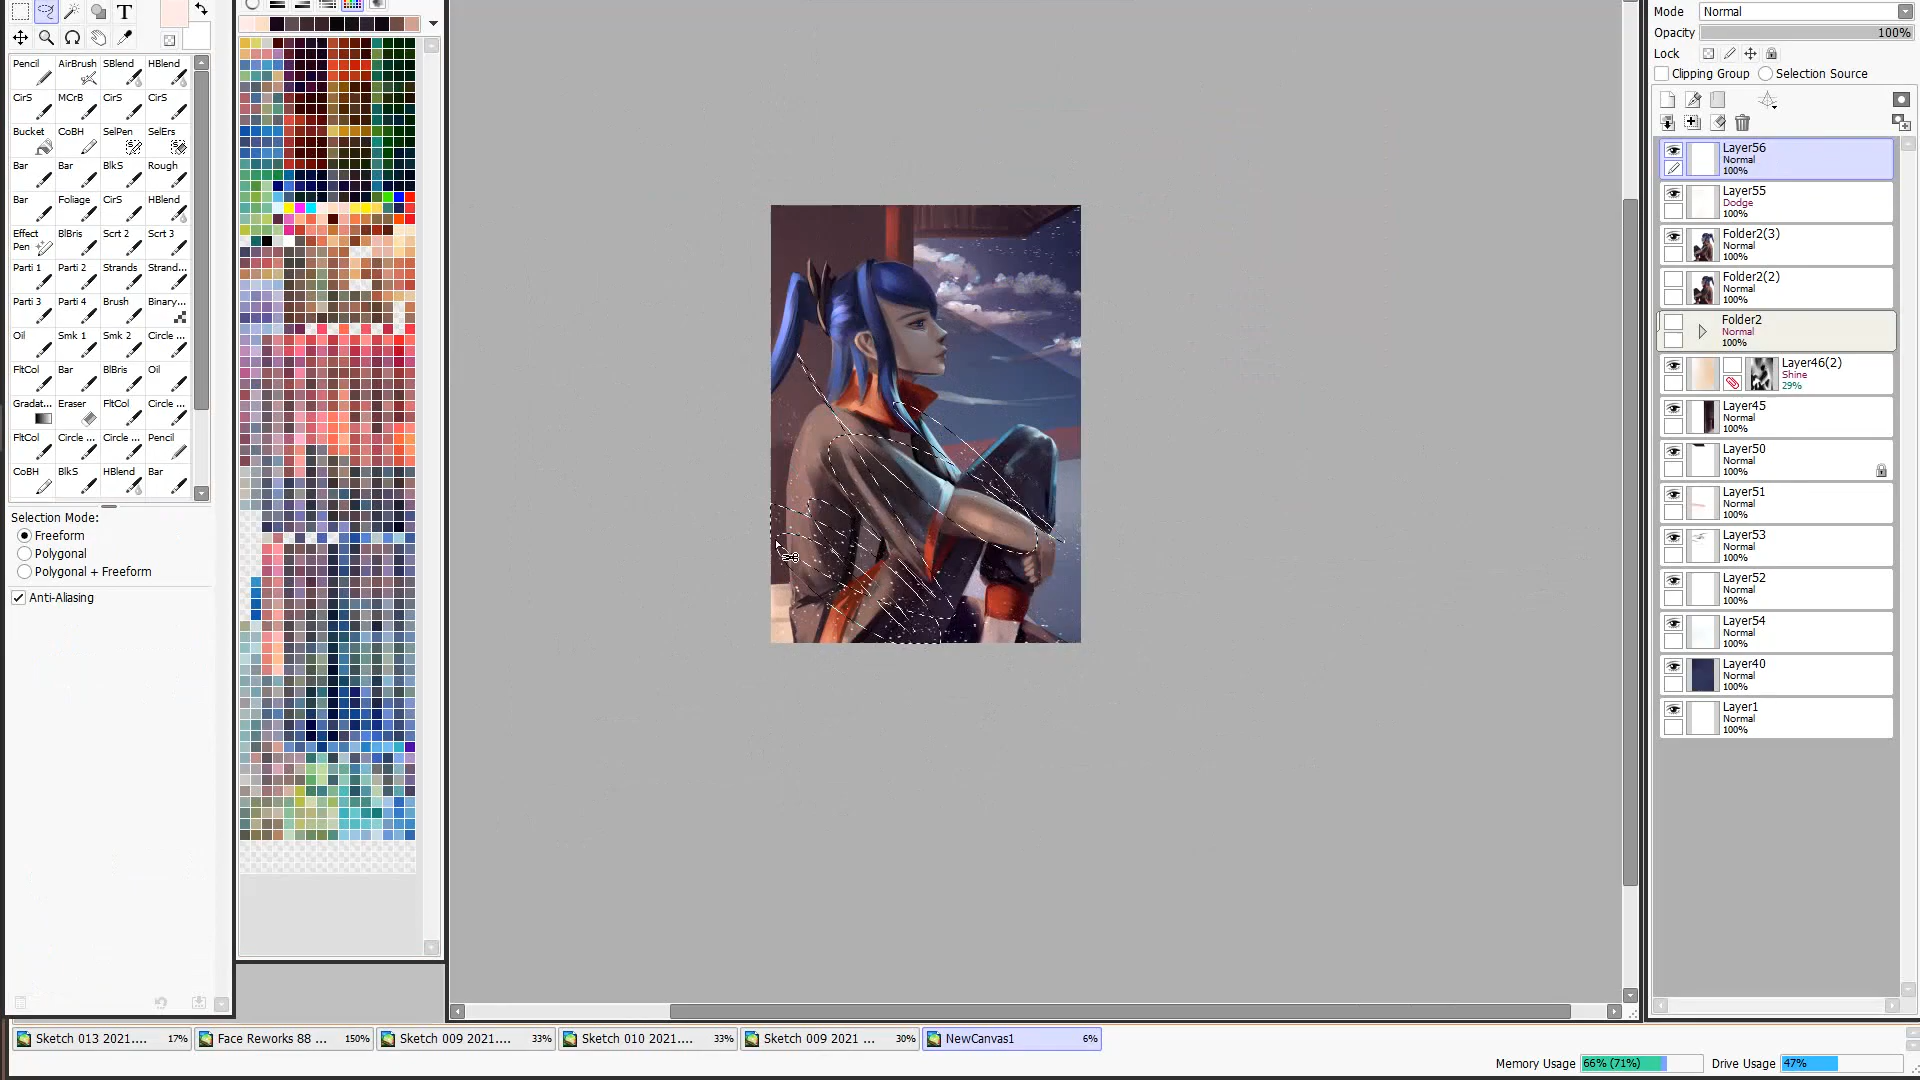 T
Pencil AirBrush SBlend HBlend
CirS MCrB CirS CirS
Bucket CoBH SelPen SelErs
Bar Bar BlkS Rough
Bar Foliage CirS HBlend
Effect Pen BlBris Scrt 2 Scrt 3
Parti 1 Parti 2 Strands Strand...
Parti 3 Parti 4 Brush Binary...
Oil Smk 1 Smk 2 Circle ...
FltCol Bar BlBris Oil
Gradat... Eraser FltCol Circle ...
FltCol Circle ... Circle ... Pencil
CoBH BlkS HBlend Bar
Selection Mode:
Freeform
Polygonal
Polygonal + Freeform
Anti-Aliasing
Mode Normal
Opacity 100%
Lock
Clipping Group Selection Source
Layer56
Normal
100%
Layer55
Dodge
100%
Folder2(3)
Normal
100%
Folder2(2)
Normal
100%
Folder2
Normal
100%
Layer46(2)
Shine
29%
Layer45
Normal
100%
Layer50
Normal
100%
Layer51
Normal
100%
Layer53
Normal
100%
Layer52
Normal
100%
Layer54
Normal
100%
Layer40
Normal
100%
Layer1
Normal
100%
Sketch 013 2021.... 17% Face Reworks 88 ... 150% Sketch 009 2021.... 33% Sketch 010 2021.... 33% Sketch 009 2021 ... 30% NewCanvas1 6%
Memory Usage 66% (71%) Drive Usage 47%